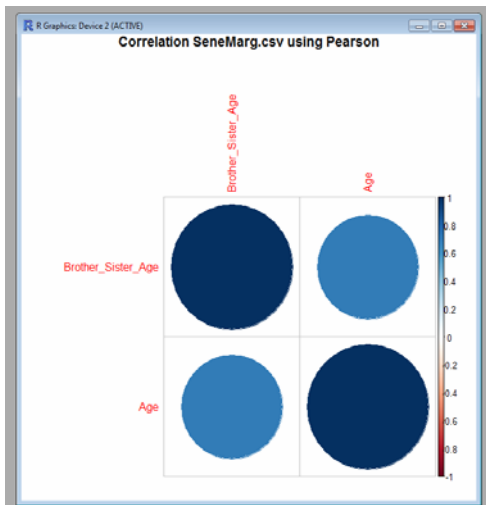 R Graphics: Device 2 (ACTIVE)
Correlation SeneMarg.csv using Pearson
Brother_Sister_Age
Age
Brother_Sister_Age
Age
1
0.8
0.6
0.4
0.2
0
-0.2
0.4
0.6
0.8
-1